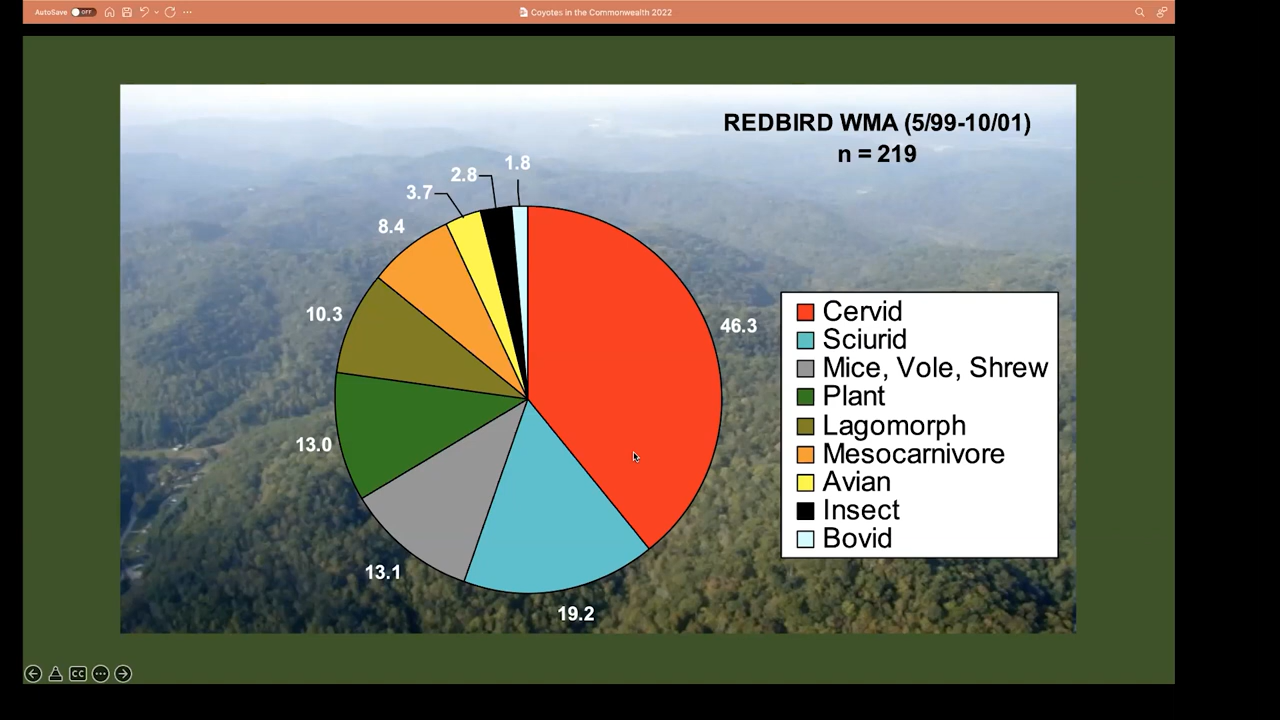 AutoSave OFF
Coyotes in the Commonwealth 2022
REDBIRD WMA (5/99-10/01)
n = 219
1.8
2.8
3.7
8.4
10.3
46.3
13.0
13.1
19.2
Cervid
Sciurid
Mice, Vole, Shrew
Plant
Lagomorph
Mesocarnivore
Avian
Insect
Bovid
CC